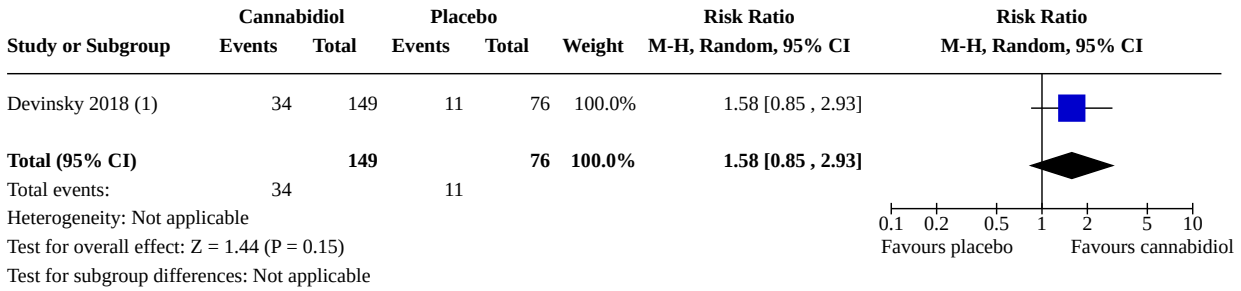 Cannabidiol Placebo Risk Ratio Risk Ratio
Study or Subgroup Events Total Events Total Weight M-H, Random, 95% CI M-H, Random, 95% CI
Devinsky 2018 (1) 34 149 11 76 100.0% 1.58 [0.85 , 2.93]
Total (95% CI) 149 76 100.0% 1.58 [0.85 , 2.93]
Total events: 34 11
Heterogeneity: Not applicable
Test for overall effect: Z = 1.44 (P = 0.15)
Test for subgroup differences: Not applicable
0.1 0.2 0.5 1 2 5 10
Favours placebo Favours cannabidiol